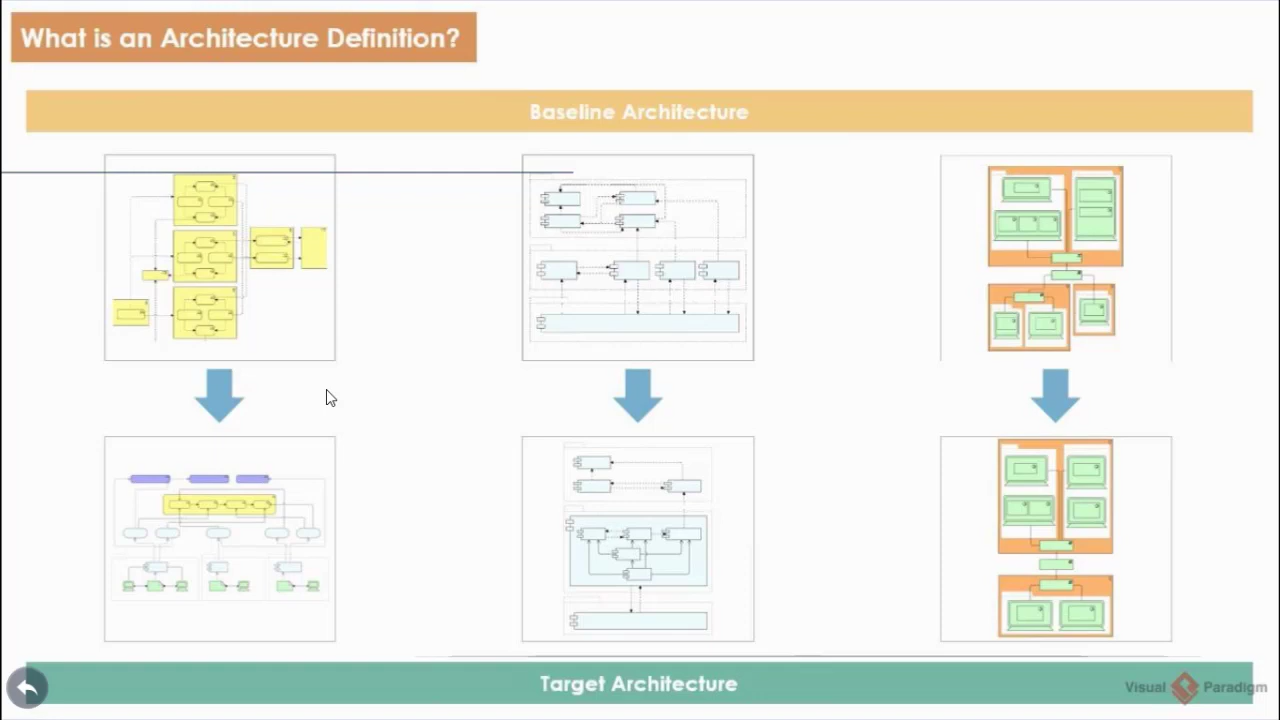 What is an Architecture Definition?
Baseline Architecture
Target Architecture
Visual Paradigm